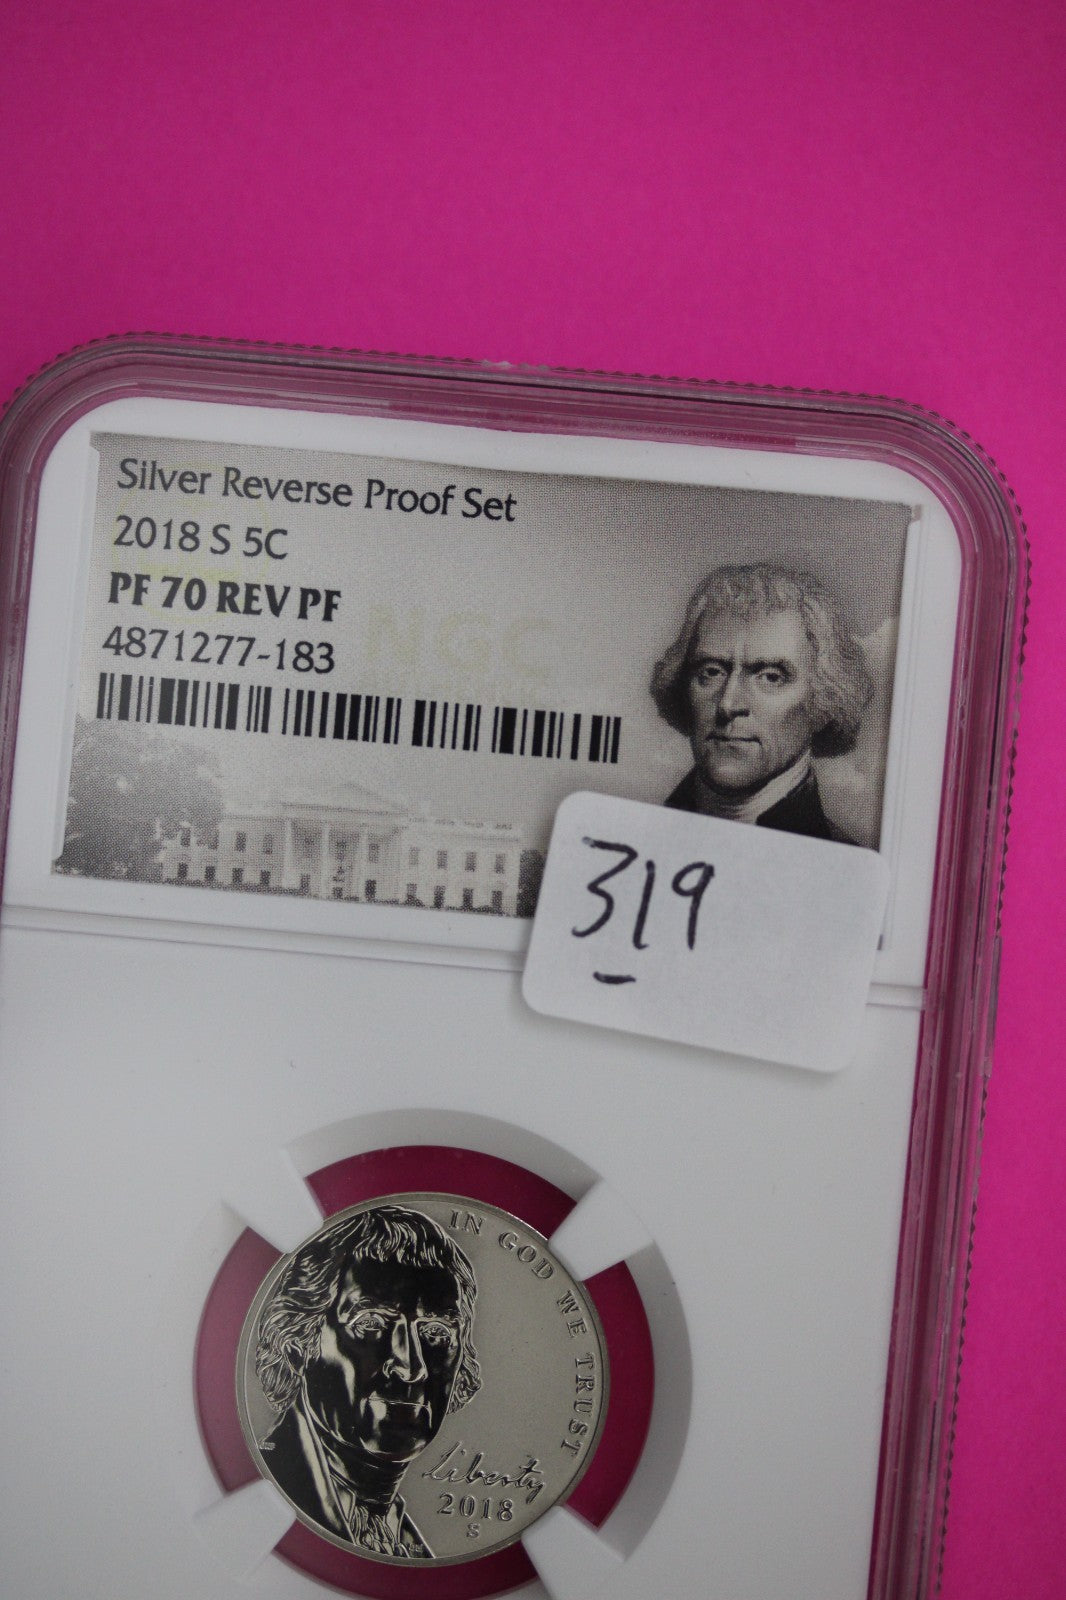 Silver Reverse Proof Set
2018 S 5C
PF 70 REV PF
4871277-183
NGC
319
IN GOD WE TRUST
Liberty
2018
S